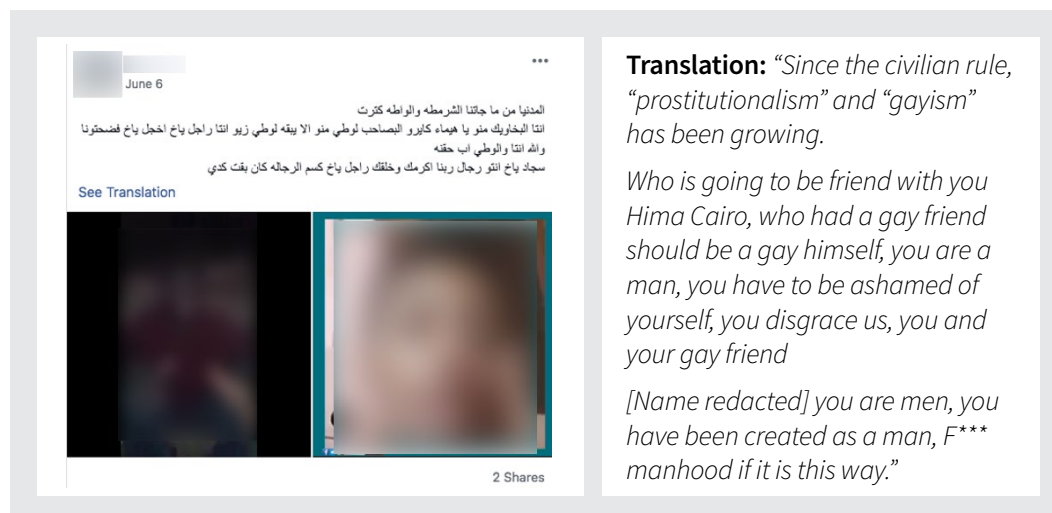 June 6
المدنيا من ما جاتنا الشرمطه والواطه كترت
انتا البخاويك منو يا هيماء كايرو البصاحب لوطي منو الا يبقه لوطي زيو انتا راجل ياخ اخجل ياخ فضحتونا
والله انتا والوطي اب حقنه
سجاد ياخ انتو رجال ربنا اكرمك وخلقك راجل ياخ كسم الرجاله كان بقت كدي
See Translation
2 Shares
Translation: “Since the civilian rule,
“prostitutionalism” and “gayism”
has been growing.
Who is going to be friend with you
Hima Cairo, who had a gay friend
should be a gay himself, you are a
man, you have to be ashamed of
yourself, you disgrace us, you and
your gay friend
[Name redacted] you are men, you
have been created as a man, F***
manhood if it is this way.”